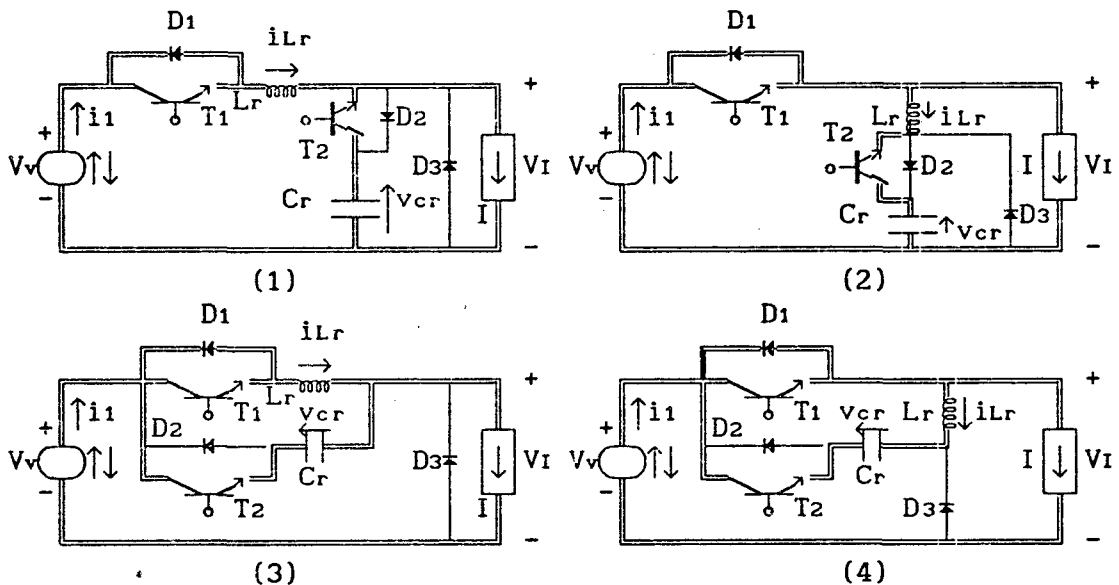 D1
iLr
+
i1
T1
Lr
+
Vv
-
T2
D2
D3
VI
Cr
vcr
I
-
(1)
D1
+
i1
T1
Lr
iLr
+
Vv
-
T2
D2
I
VI
Cr
vcr
D3
-
(2)
D1
iLr
+
i1
T1
Lr
vcr
+
Vv
-
D2
Cr
D3
VI
T2
I
-
(3)
D1
+
i1
T1
vcr
Lr
iLr
+
Vv
-
D2
Cr
I
VI
T2
D3
-
(4)